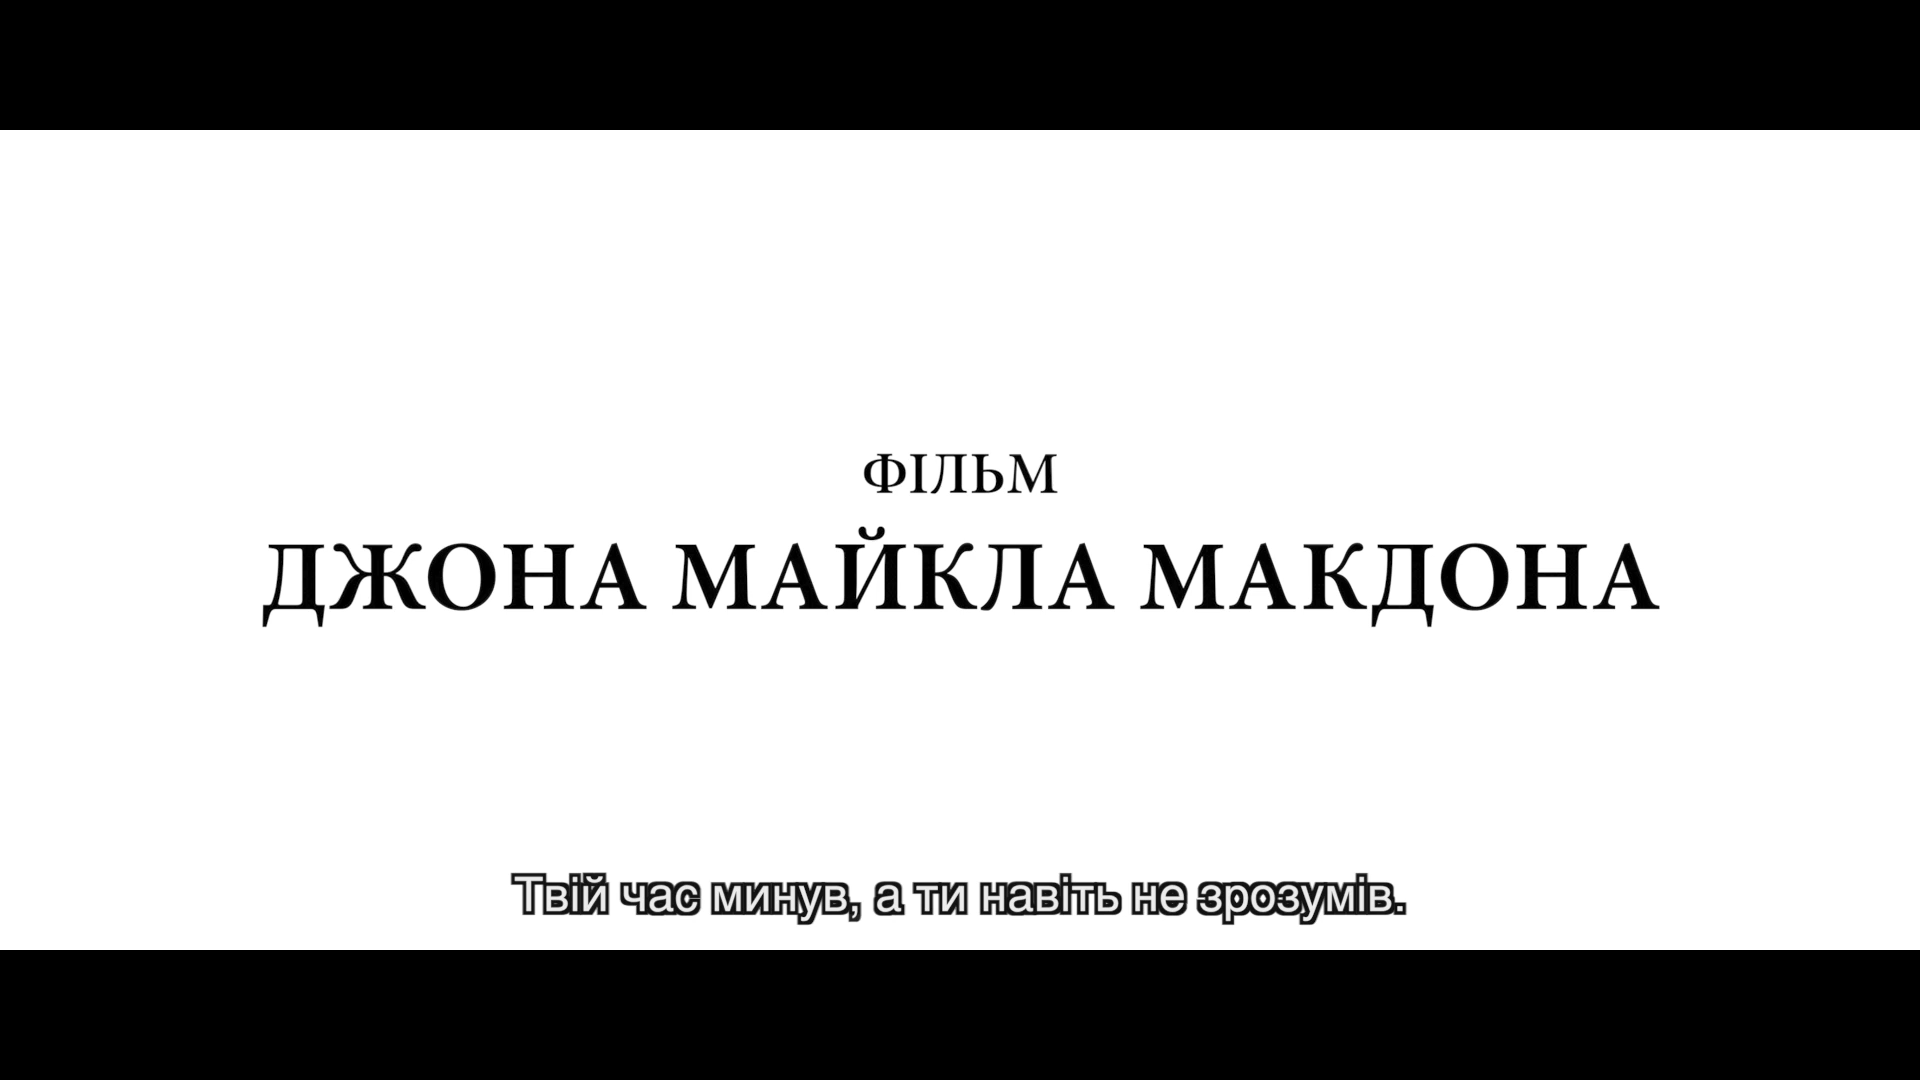 ФІЛЬМ
ДЖОНА МАЙКЛА МАКДОНА
Твій час минув, а ти навіть не зрозумів.